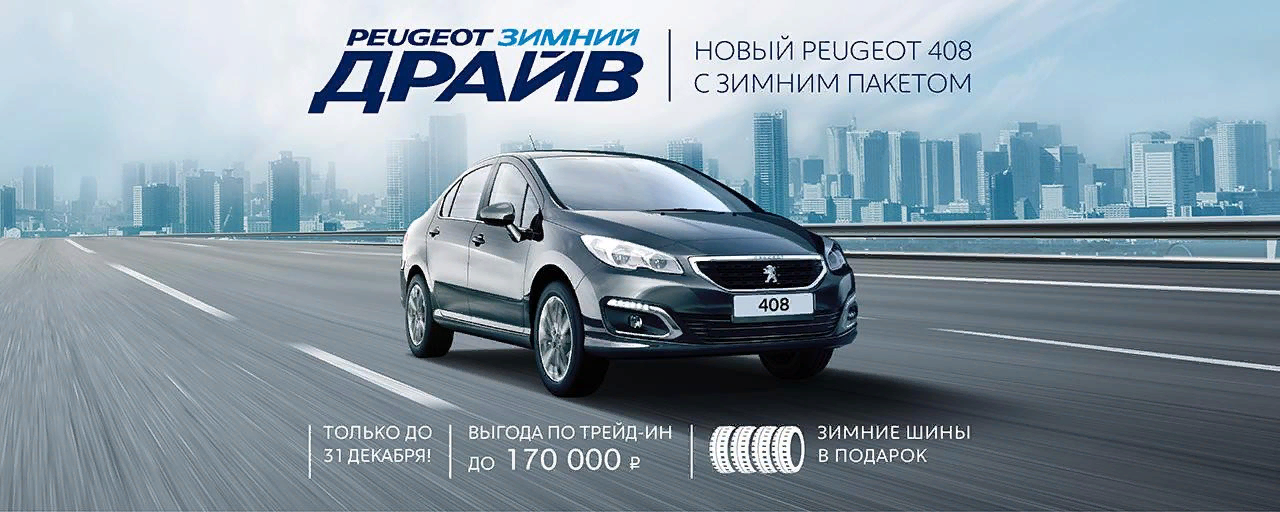 PEUGEOT ЗИМНИЙ
ДРАЙВ
НОВЫЙ PEUGEOT 408
С ЗИМНИМ ПАКЕТОМ
PEUGEOT
408
ТОЛЬКО ДО
31 ДЕКАБРЯ!
ВЫГОДА ПО ТРЕЙД-ИН
ДО 170 000 ₽
ЗИМНИЕ ШИНЫ
В ПОДАРОК